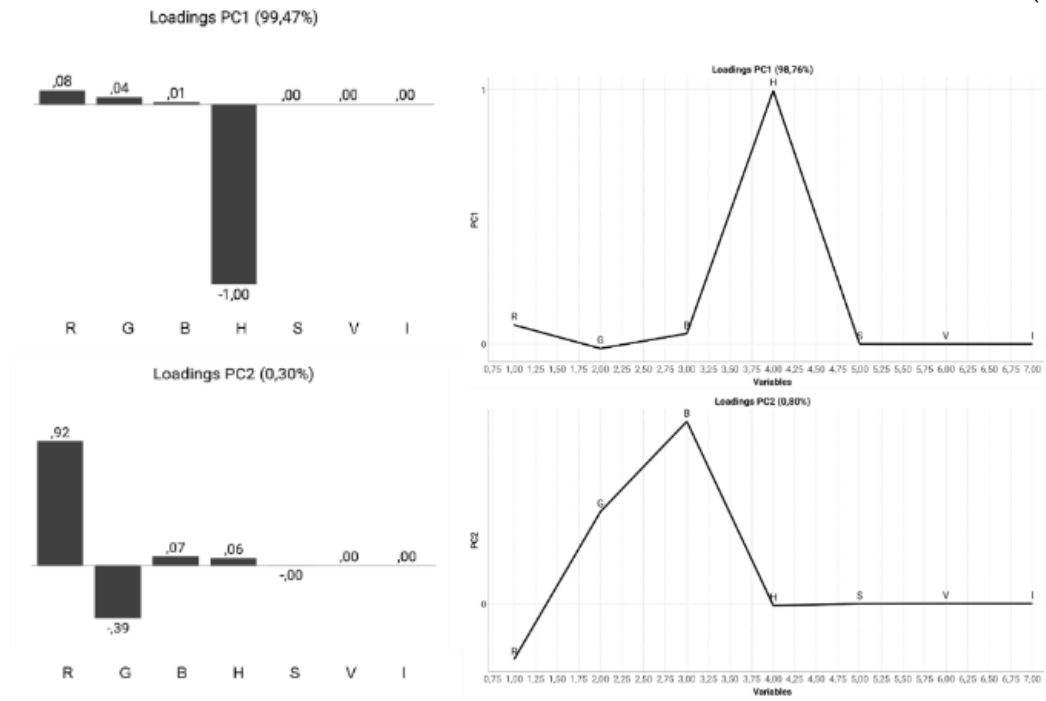 (
Loadings PC1 (99,47%)
,08 ,04 ,01 ,00 ,00 ,00
-1,00
R G B H S V I
Loadings PC2 (0,30%)
,92
,07 ,06 -,00 ,00 ,00
-,39
R G B H S V I
Loadings PC1 (98,76%)
H
1
PC1
R G B S V I
0
0,75 1,00 1,25 1,50 1,75 2,00 2,25 2,50 2,75 3,00 3,25 3,50 3,75 4,00 4,25 4,50 4,75 5,00 5,25 5,50 5,75 6,00 6,25 6,50 6,75 7,00
Variables
Loadings PC2 (0,80%)
B
G
PC2
0
H S V I
R
0,75 1,00 1,25 1,50 1,75 2,00 2,25 2,50 2,75 3,00 3,25 3,50 3,75 4,00 4,25 4,50 4,75 5,00 5,25 5,50 5,75 6,00 6,25 6,50 6,75 7,00
Variables